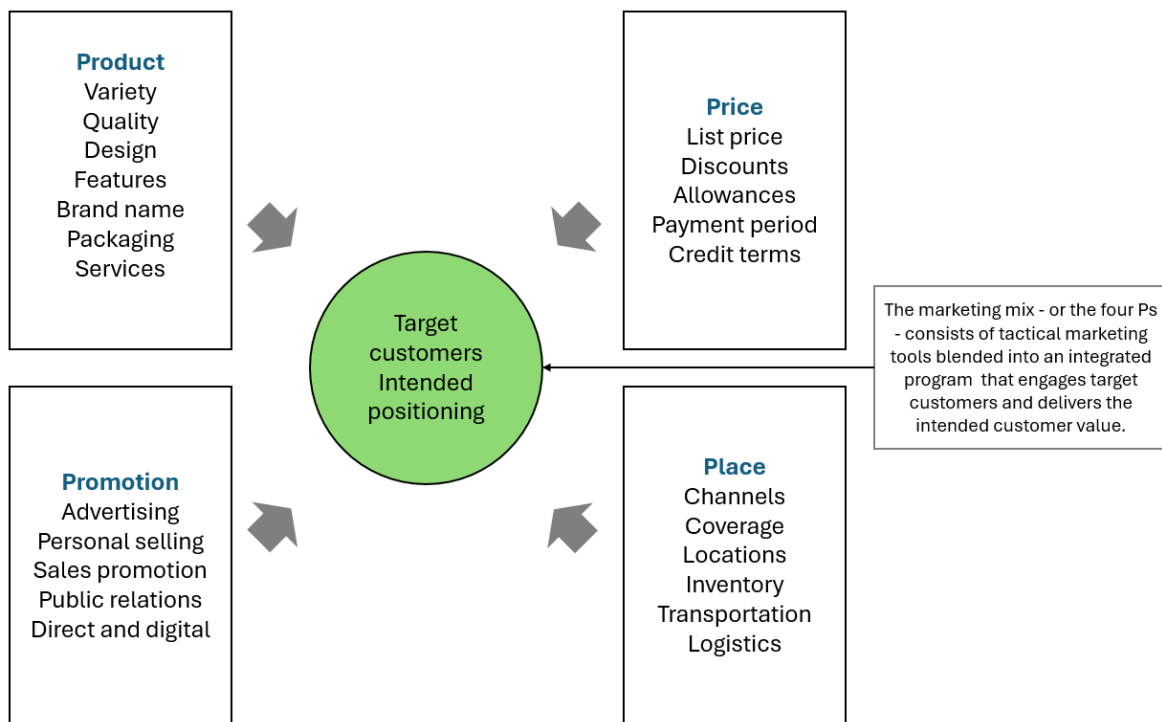 Product
Variety
Quality
Design
Features
Brand name
Packaging
Services
Price
List price
Discounts
Allowances
Payment period
Credit terms
Target
customers
Intended
positioning
The marketing mix - or the four Ps
- consists of tactical marketing
tools blended into an integrated
program that engages target
customers and delivers the
intended customer value.
Promotion
Advertising
Personal selling
Sales promotion
Public relations
Direct and digital
Place
Channels
Coverage
Locations
Inventory
Transportation
Logistics